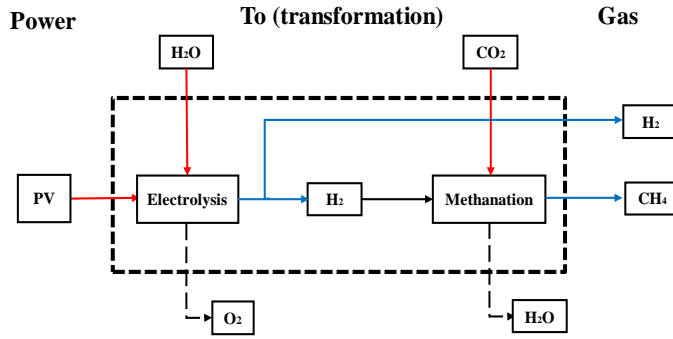 Power To (transformation) Gas
H₂O CO₂
H₂
PV Electrolysis H₂ Methanation CH₄
O₂ H₂O